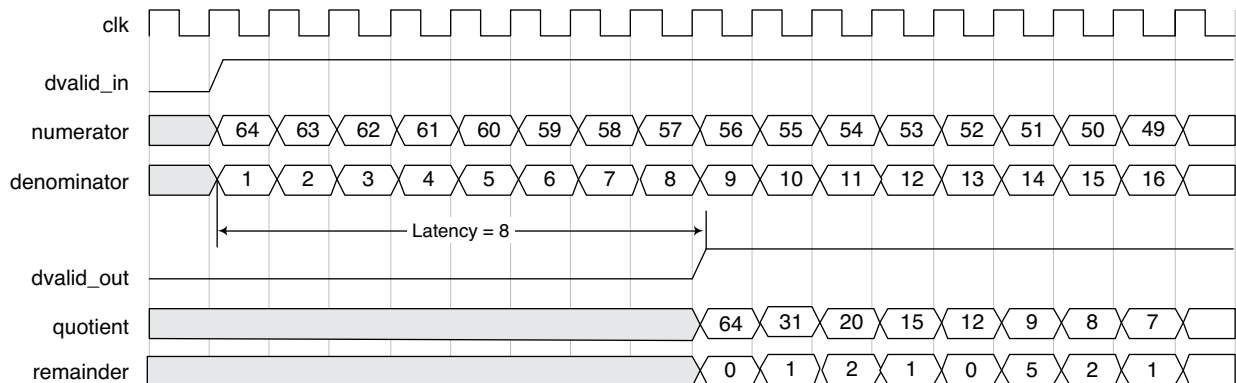 clk
dvalid_in
numerator 64 63 62 61 60 59 58 57 56 55 54 53 52 51 50 49
denominator 1 2 3 4 5 6 7 8 9 10 11 12 13 14 15 16
Latency = 8
dvalid_out
quotient 64 31 20 15 12 9 8 7
remainder 0 1 2 1 0 5 2 1